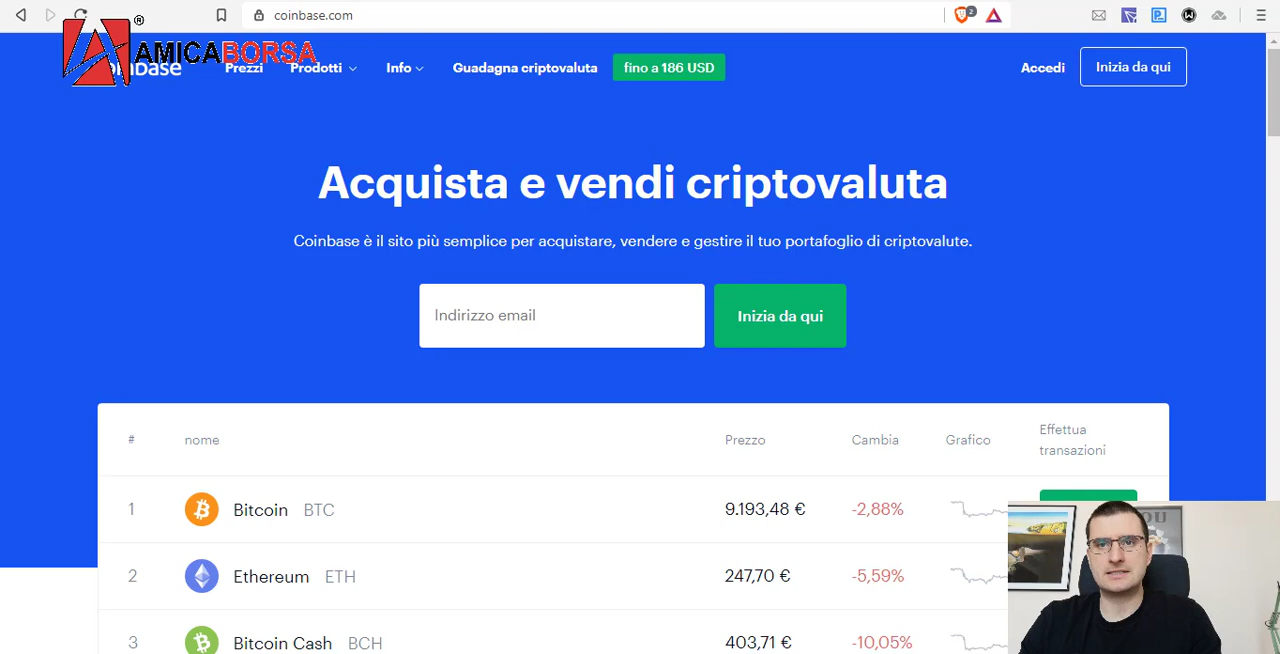 coinbase.com
2
AMICABORSA®
Prezzi
Prodotti
Info
Guadagna criptovaluta
fino a 186 USD
Accedi
Inizia da qui
Acquista e vendi criptovaluta
Coinbase è il sito più semplice per acquistare, vendere e gestire il tuo portafoglio di criptovalute.
Indirizzo email
Inizia da qui
# nome Prezzo Cambia Grafico Effettua
transazioni
1 Bitcoin BTC 9.193,48 € -2,88%
2 Ethereum ETH 247,70 € -5,59%
3 Bitcoin Cash BCH 403,71 € -10,05%
OU